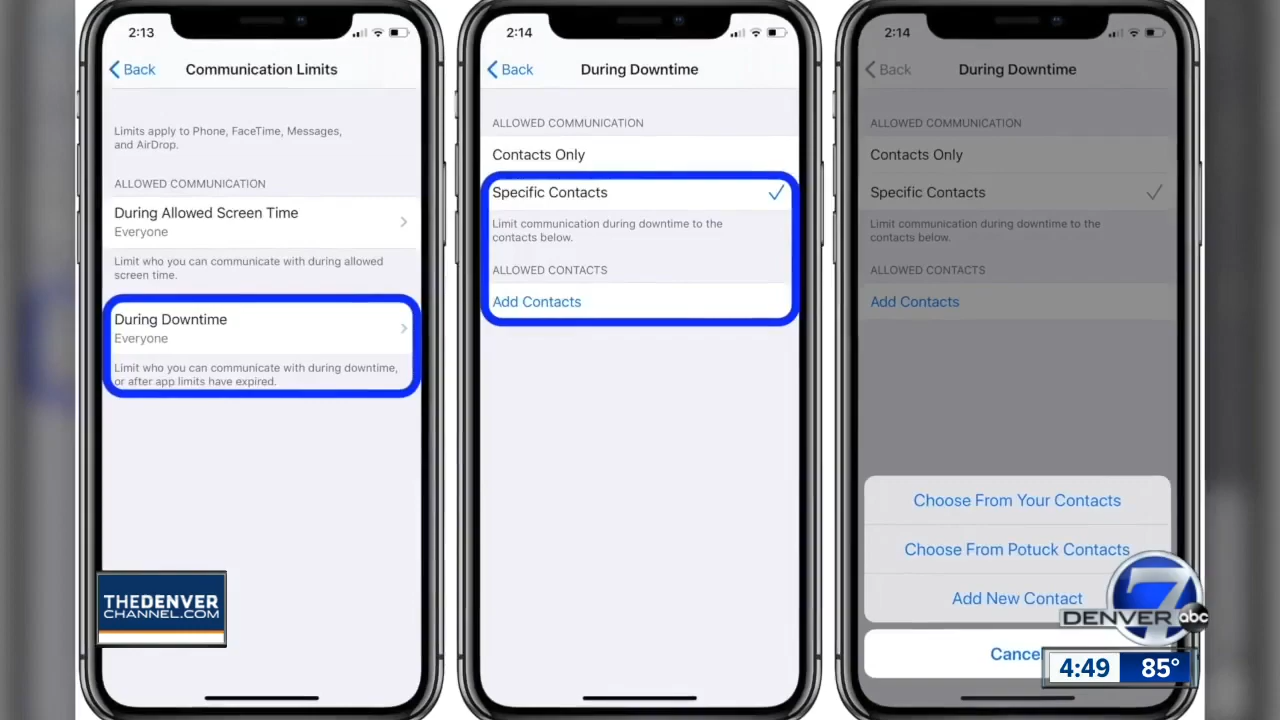 2:13
Back
Communication Limits
Limits apply to Phone, FaceTime, Messages,
and AirDrop.
ALLOWED COMMUNICATION
During Allowed Screen Time
Everyone
Limit who you can communicate with during allowed
screen time.
During Downtime
Everyone
Limit who you can communicate with during downtime,
or after app limits have expired.
2:14
Back
During Downtime
ALLOWED COMMUNICATION
Contacts Only
Specific Contacts
Limit communication during downtime to the
contacts below.
ALLOWED CONTACTS
Add Contacts
2:14
Back
During Downtime
ALLOWED COMMUNICATION
Contacts Only
Specific Contacts
Limit communication during downtime to the
contacts below.
ALLOWED CONTACTS
Add Contacts
Choose From Your Contacts
Choose From Potuck Contacts
Add New Contact
Cancel
THEDENVER
CHANNEL.COM
7
DENVER abc
4:49 85°